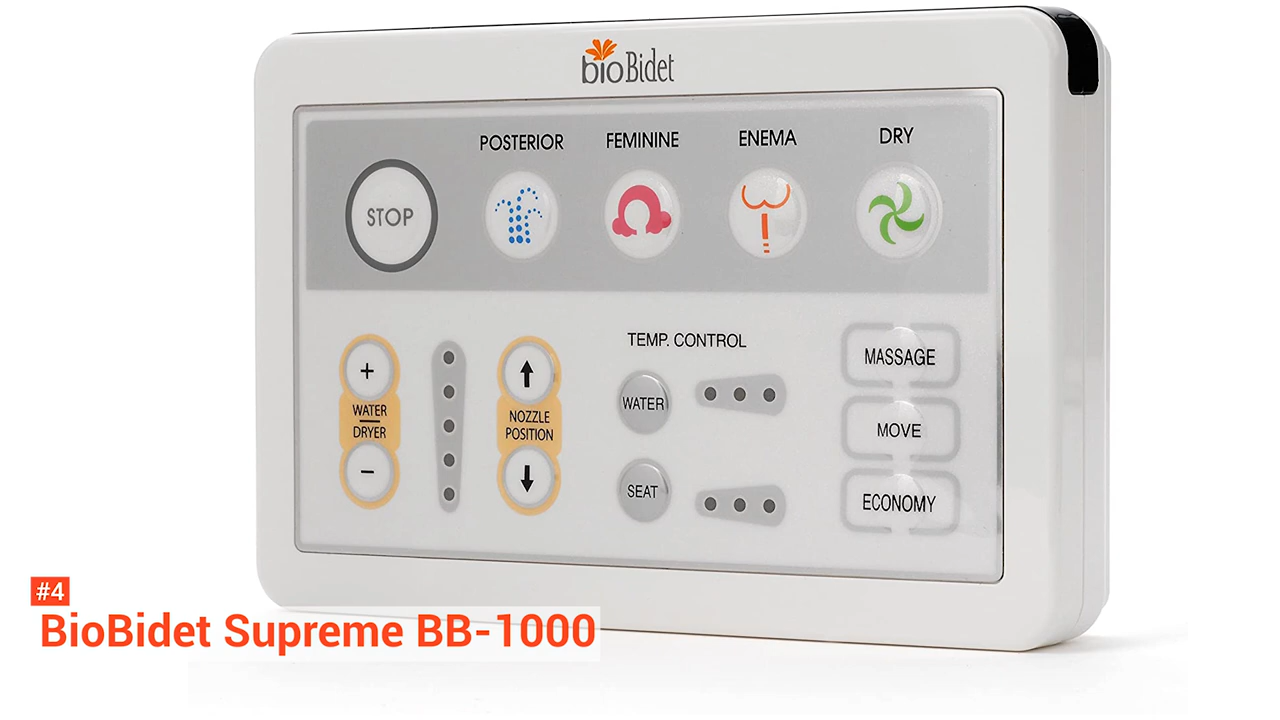 bioBidet
POSTERIOR
FEMININE
ENEMA
DRY
STOP
+
WATER
DRYER
−
NOZZLE
POSITION
TEMP. CONTROL
WATER
SEAT
MASSAGE
MOVE
ECONOMY
#4
BioBidet Supreme BB-1000